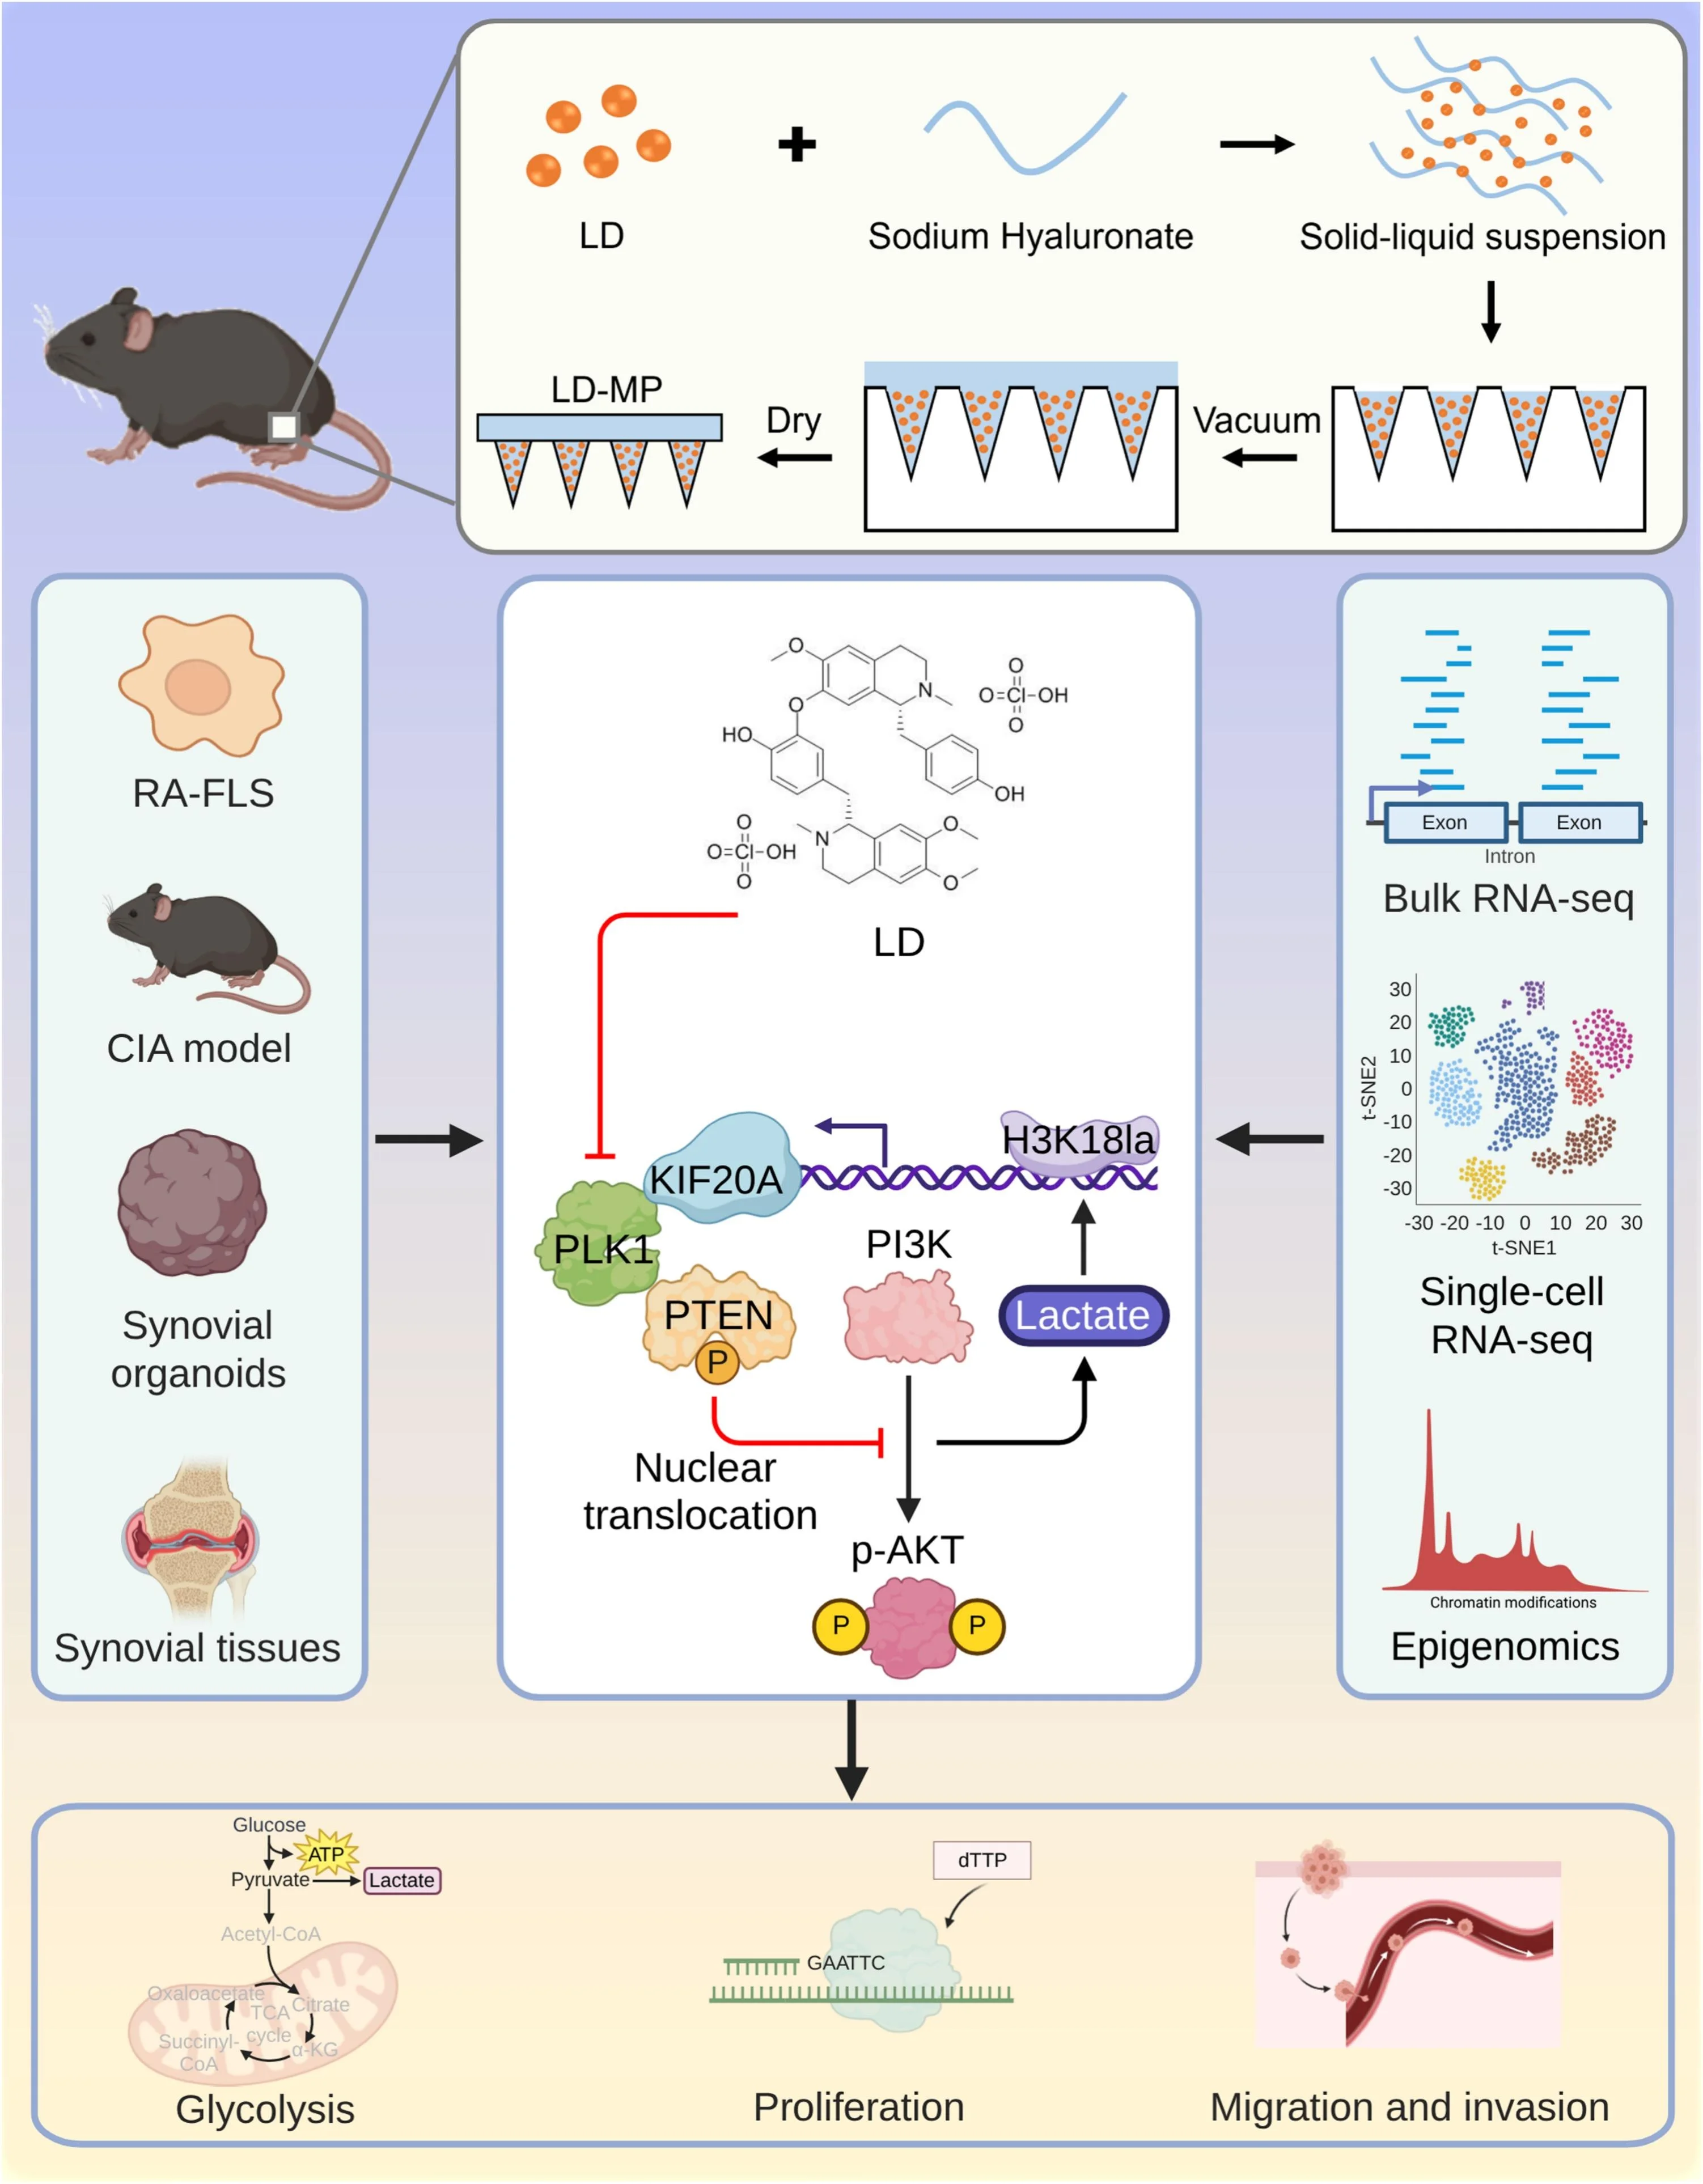 LD
Sodium Hyaluronate
Solid-liquid suspension
LD-MP
Dry
Vacuum
RA-FLS
CIA model
Synovial
organoids
Synovial tissues
O
N
O
HO
OH
O
O=Cl-OH
O
N
O
O
O
O=Cl-OH
O
LD
KIF20A
H3K18la
PLK1
PTEN
P
PI3K
Lactate
Nuclear
translocation
p-AKT
P
P
Exon
Exon
Intron
Bulk RNA-seq
30
20
10
0
-10
-20
-30
t-SNE2
-30 -20 -10 0 10 20 30
t-SNE1
Single-cell
RNA-seq
Chromatin modifications
Epigenomics
Glucose
ATP
Pyruvate
Lactate
Acetyl-CoA
Oxaloacetate
Citrate
TCA
cycle
Succinyl-
CoA
α-KG
Glycolysis
dTTP
GAATTC
Proliferation
Migration and invasion